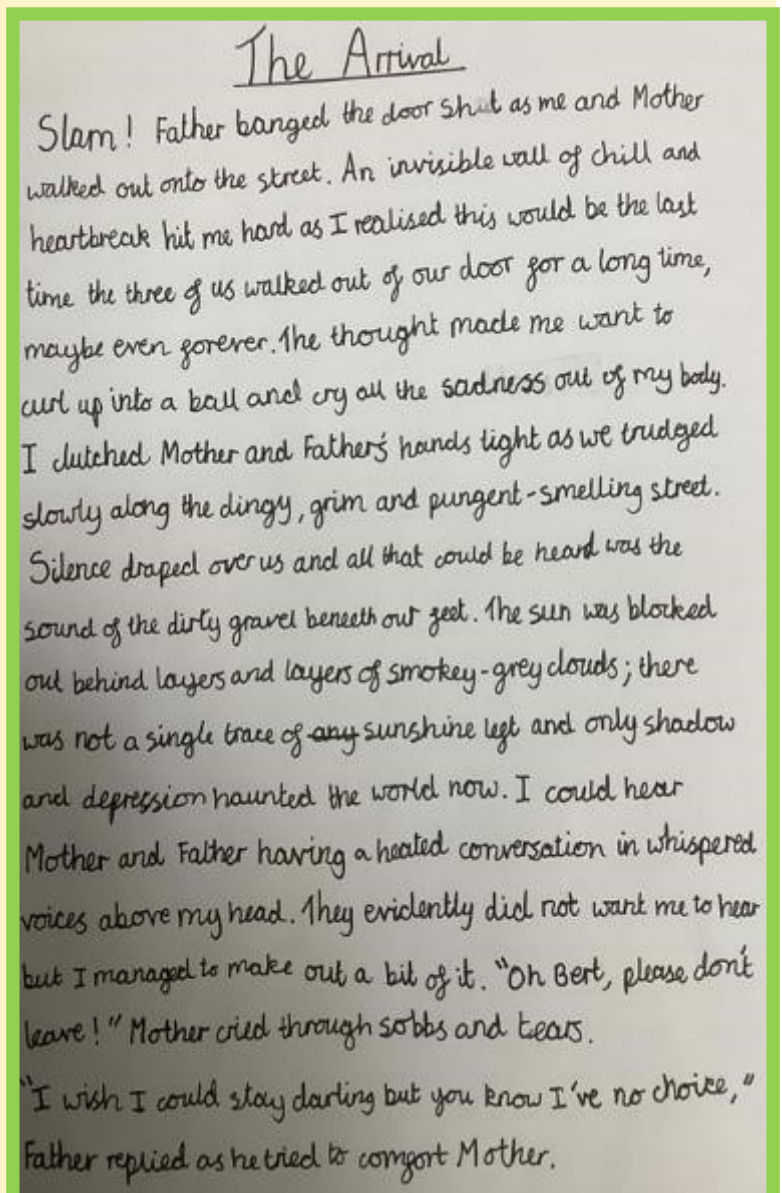 The Arrival
Slam! Father banged the door shut as me and Mother
walked out onto the street. An invisible wall of chill and
heartbreak hit me hard as I realised this would be the last
time the three of us walked out of our door for a long time,
maybe even forever. The thought made me want to
curl up into a ball and cry all the sadness out of my body.
I clutched Mother and Father's hands tight as we trudged
slowly along the dingy, grim and pungent-smelling street.
Silence draped over us and all that could be heard was the
sound of the dirty gravel beneath our feet. The sun was blocked
out behind layers and layers of smokey-grey clouds; there
was not a single trace of any sunshine left and only shadow
and depression haunted the world now. I could hear
Mother and Father having a heated conversation in whispered
voices above my head. They evidently did not want me to hear
but I managed to make out a bit of it. "Oh Bert, please don't
leave!" Mother cried through sobbs and tears.
"I wish I could stay darling but you know I've no choice,"
Father replied as he tried to comfort Mother.